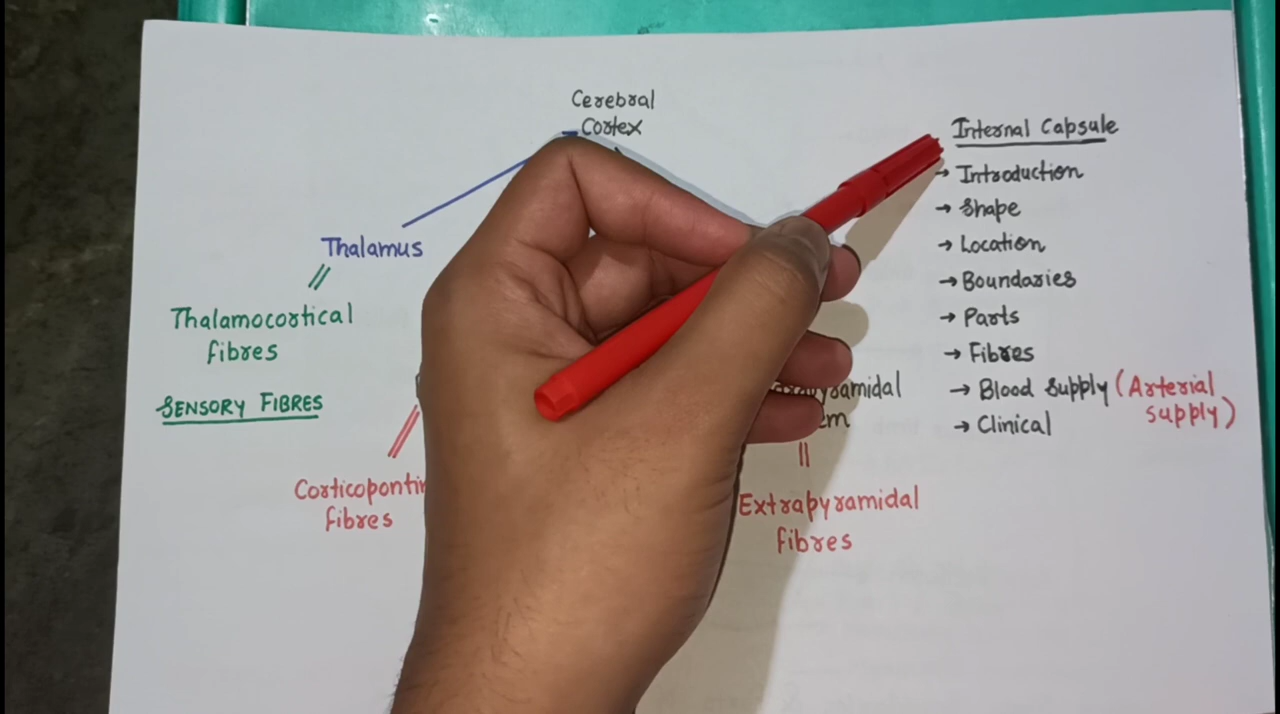 Cerebral
Cortex
Thalamus
Thalamocortical
fibres
SENSORY FIBRES
fibres
Extrapyramidal
fibres
Internal Capsule
→ Introduction
→ Shape
→ Location
→ Boundaries
→ Parts
→ Fibres
→ Blood Supply (Arterial
supply)
→ Clinical